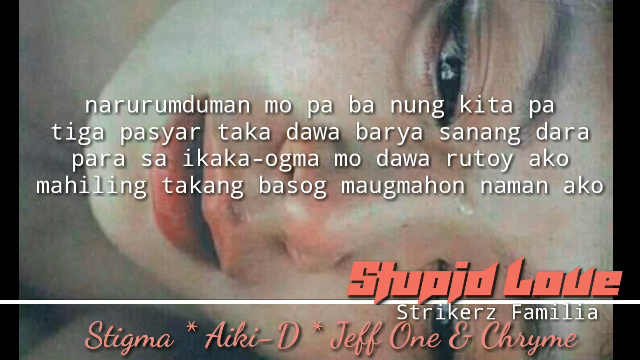 narurumduman mo pa ba nung kita pa
tiga pasyar taka dawa barya sanang dara
para sa ikaka-ogma mo dawa rutoy ako
mahiling takang basog maugmahon naman ako
Stupid Love
Strikerz Familia
Stigma * Aiki-D * Jeff One & Chryme